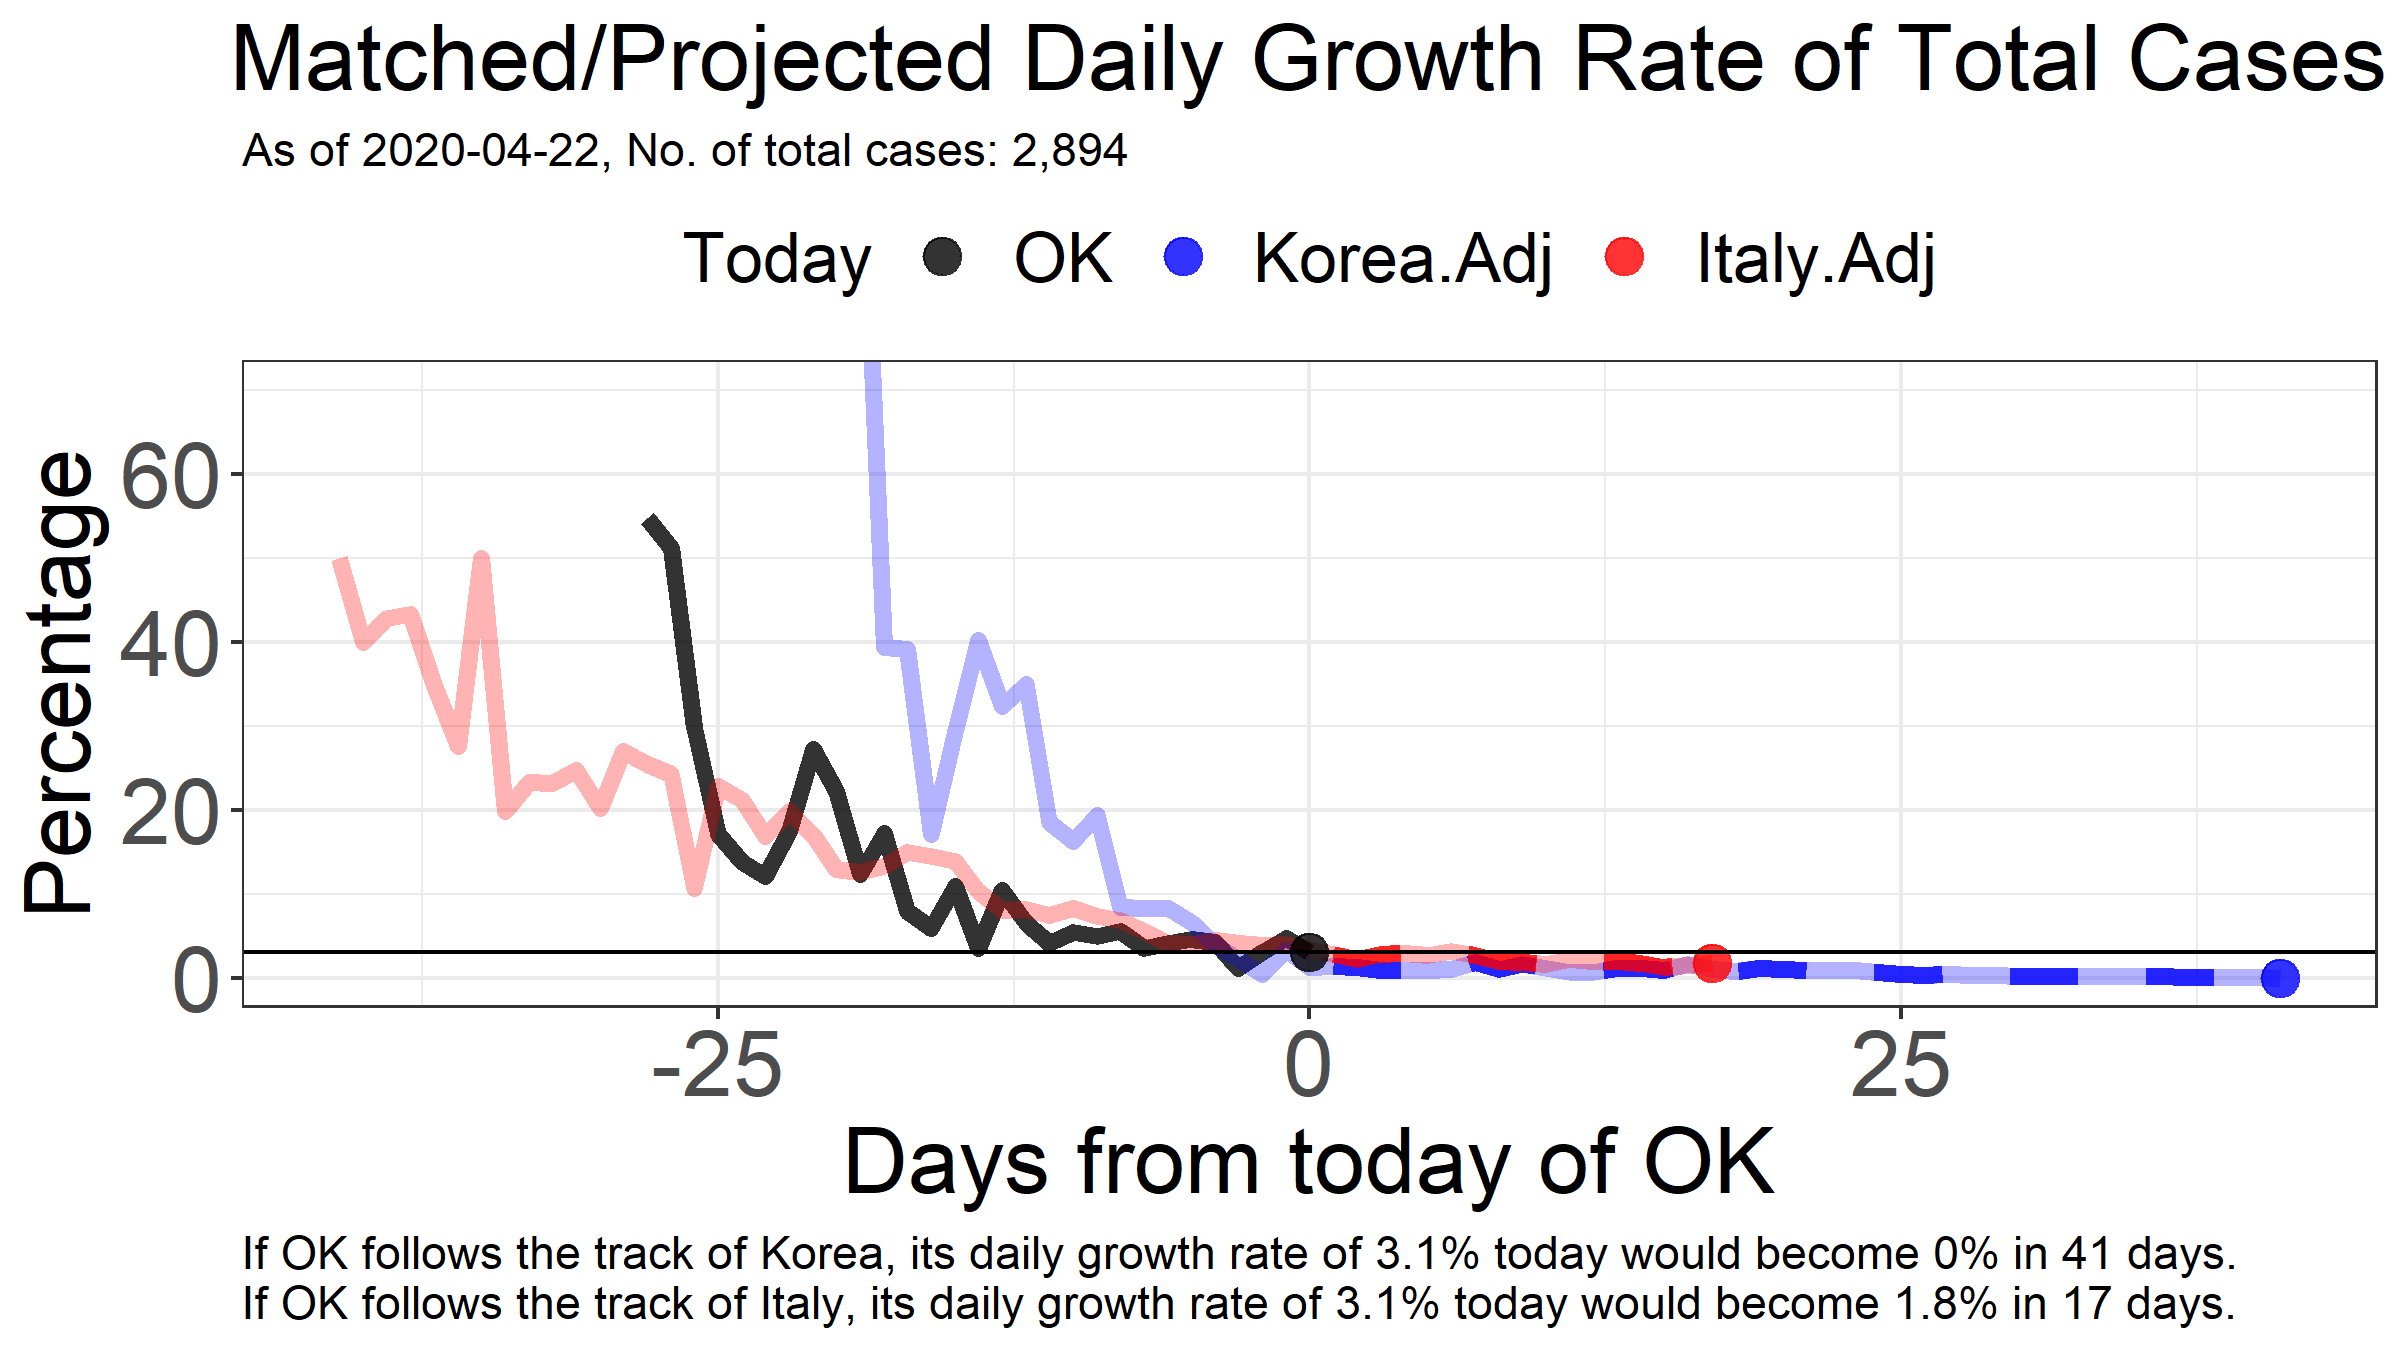 Matched/Projected Daily Growth Rate of Total Cases
As of 2020-04-22, No. of total cases: 2,894
Today OK Korea.Adj Italy.Adj
Percentage
60
40
20
0
-25 0 25
Days from today of OK
If OK follows the track of Korea, its daily growth rate of 3.1% today would become 0% in 41 days.
If OK follows the track of Italy, its daily growth rate of 3.1% today would become 1.8% in 17 days.